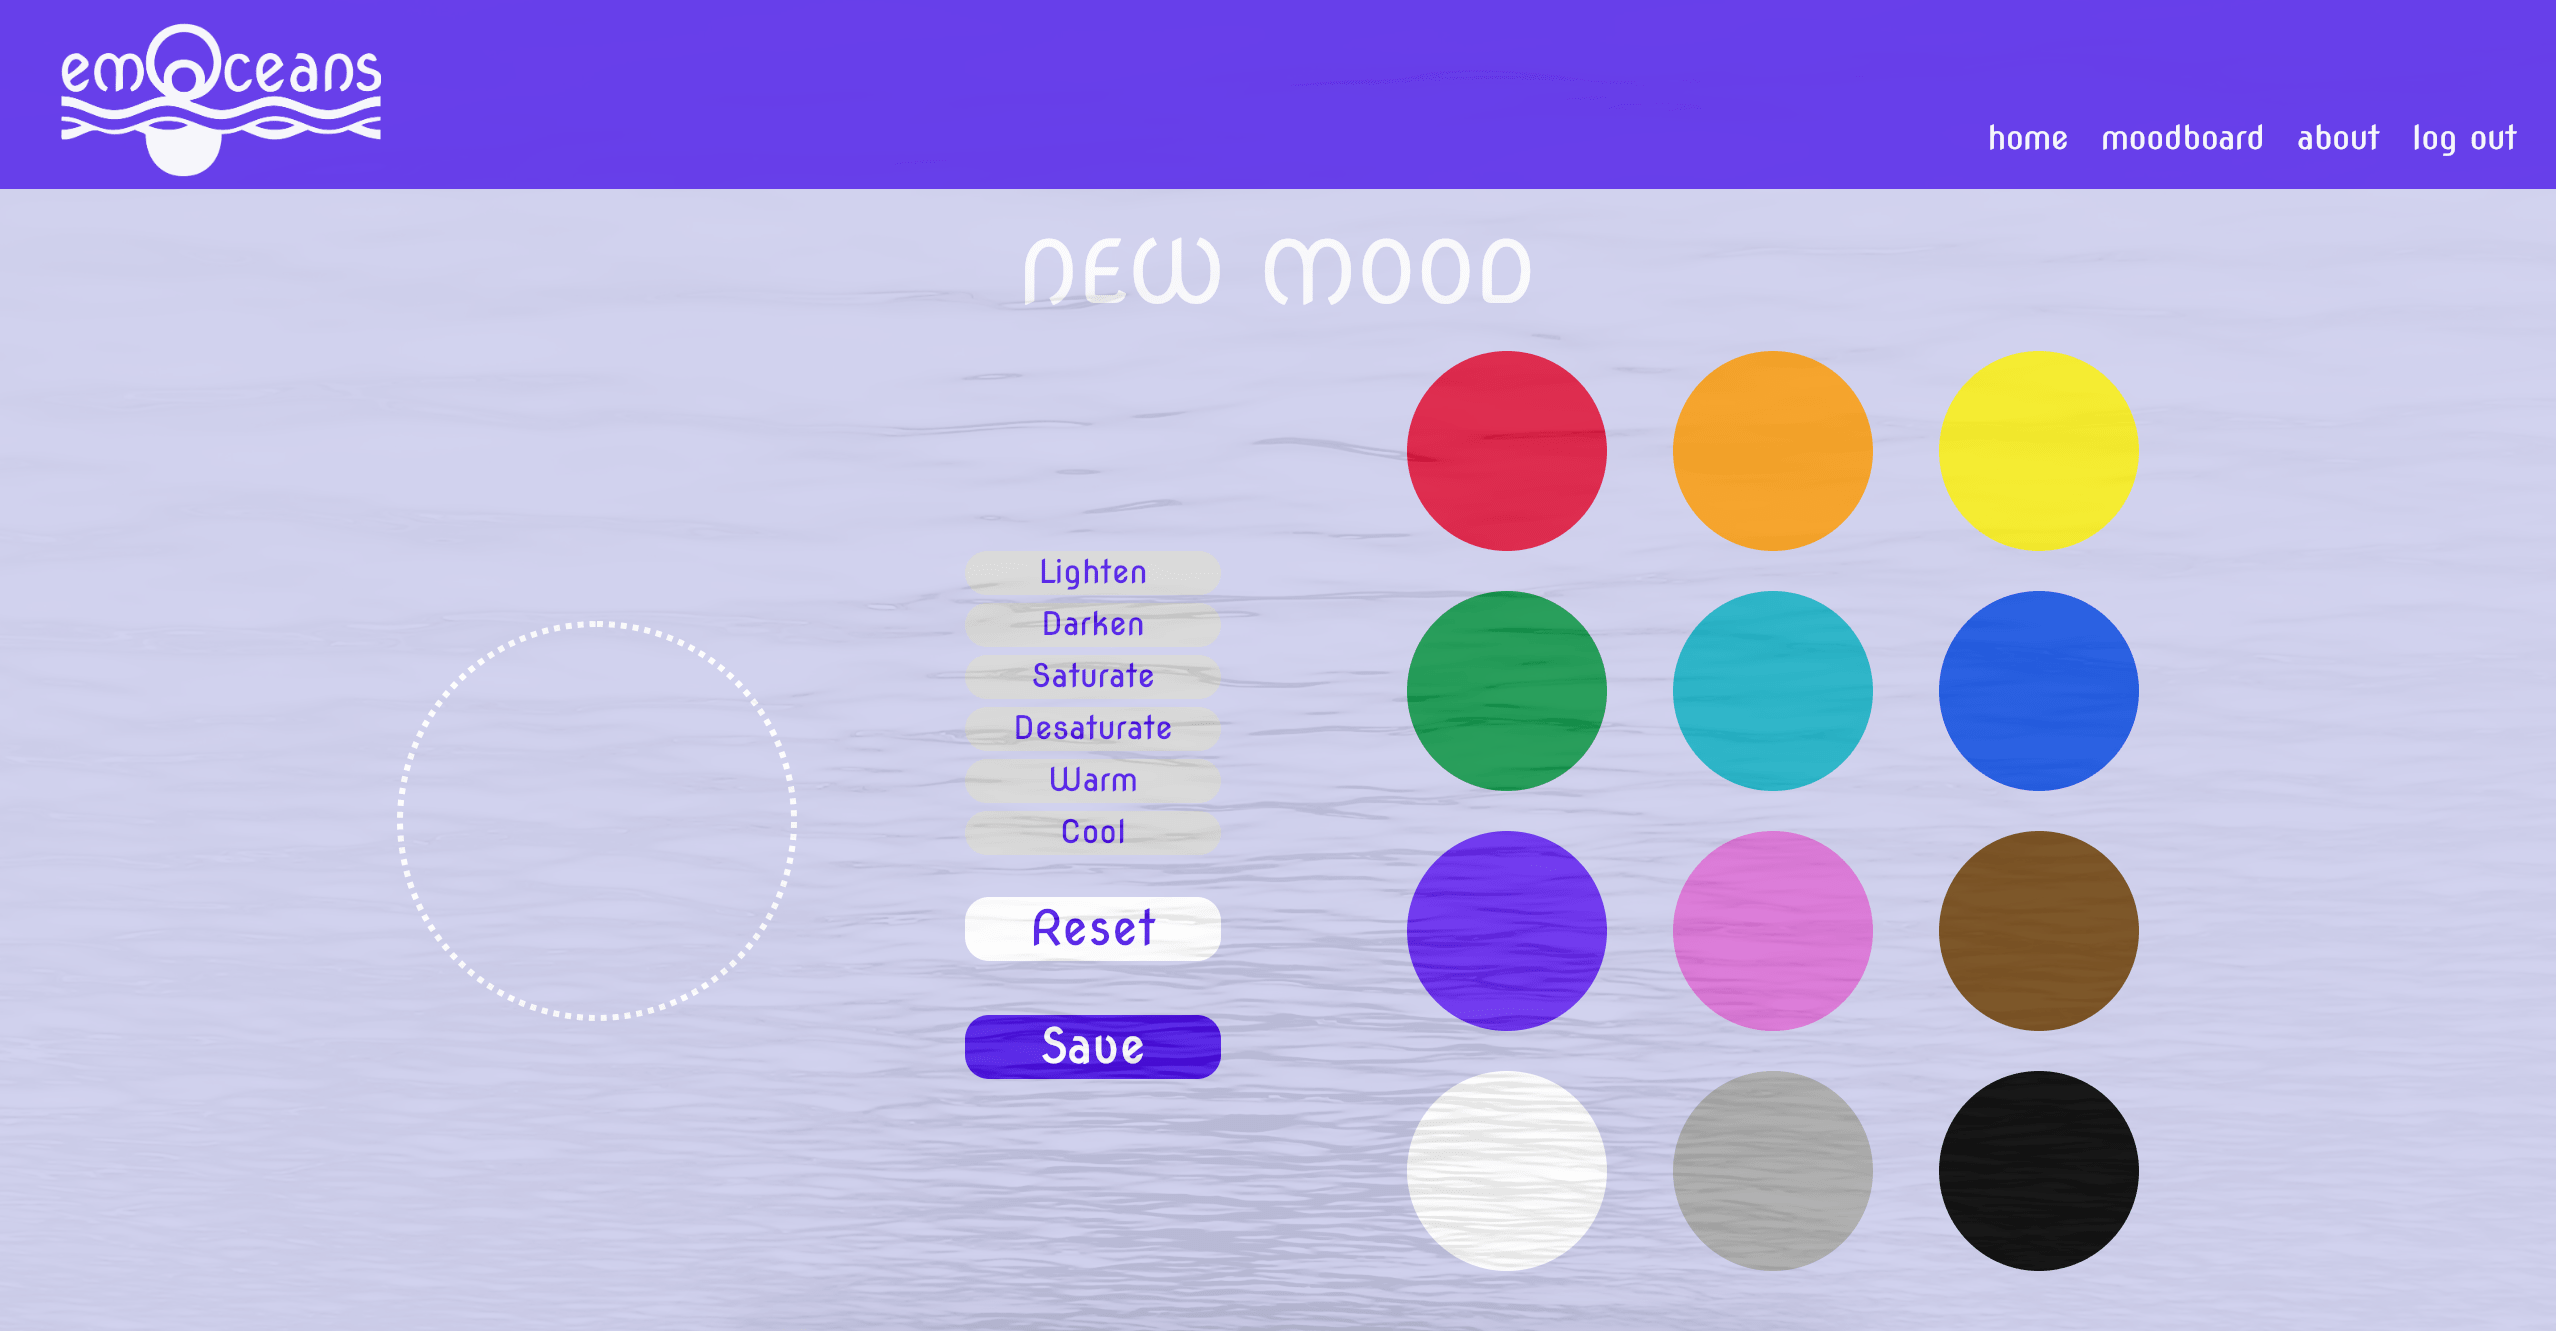 emOceans
home moodboard about log out
NEW MOOD
Lighten
Darken
Saturate
Desaturate
Warm
Cool
Reset
Save